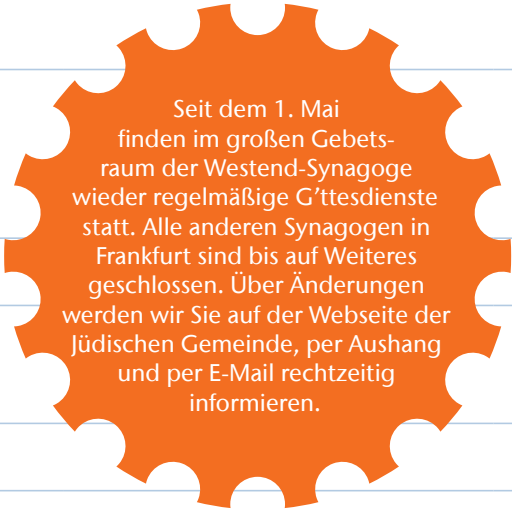 Seit dem 1. Mai
finden im großen Gebets-
raum der Westend-Synagoge
wieder regelmäßige G’ttesdienste
statt. Alle anderen Synagogen in
Frankfurt sind bis auf Weiteres
geschlossen. Über Änderungen
werden wir Sie auf der Webseite der
Jüdischen Gemeinde, per Aushang
und per E-Mail rechtzeitig
informieren.